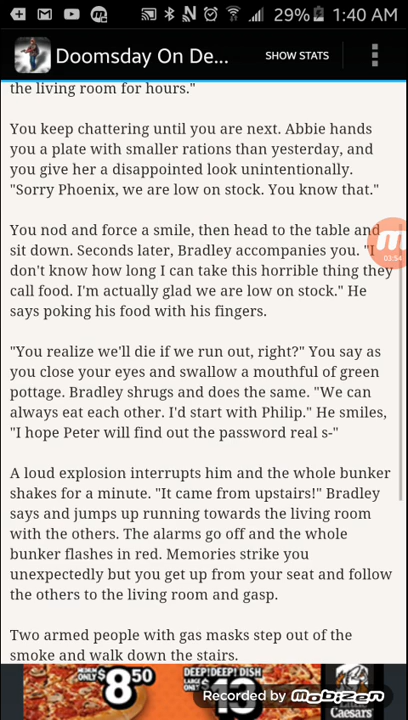 29% 1:40 AM
Doomsday On De... SHOW STATS
the living room for hours."
You keep chattering until you are next. Abbie hands
you a plate with smaller rations than yesterday, and
you give her a disappointed look unintentionally.
"Sorry Phoenix, we are low on stock. You know that."
You nod and force a smile, then head to the table and
sit down. Seconds later, Bradley accompanies you. "I
don't know how long I can take this horrible thing they
call food. I'm actually glad we are low on stock." He
says poking his food with his fingers.
03:54
"You realize we'll die if we run out, right?" You say as
you close your eyes and swallow a mouthful of green
pottage. Bradley shrugs and does the same. "We can
always eat each other. I'd start with Philip." He smiles,
"I hope Peter will find out the password real s-"
A loud explosion interrupts him and the whole bunker
shakes for a minute. "It came from upstairs!" Bradley
says and jumps up running towards the living room
with the others. The alarms go off and the whole
bunker flashes in red. Memories strike you
unexpectedly but you get up from your seat and follow
the others to the living room and gasp.
Two armed people with gas masks step out of the
smoke and walk down the stairs.
MEDIUM ONLY $8.50
DEEP!DEEP! DISH
LARGE ONLY
Recorded by Mobizen
Little Caesars